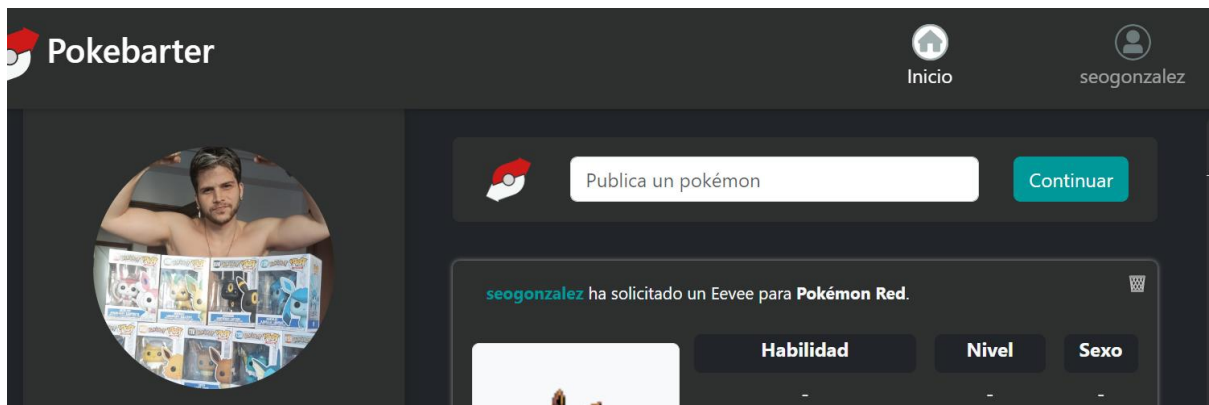 Pokebarter
Inicio
seogonzalez
Publica un pokémon
Continuar
seogonzalez ha solicitado un Eevee para Pokémon Red.
Habilidad
Nivel
Sexo
-
-
-